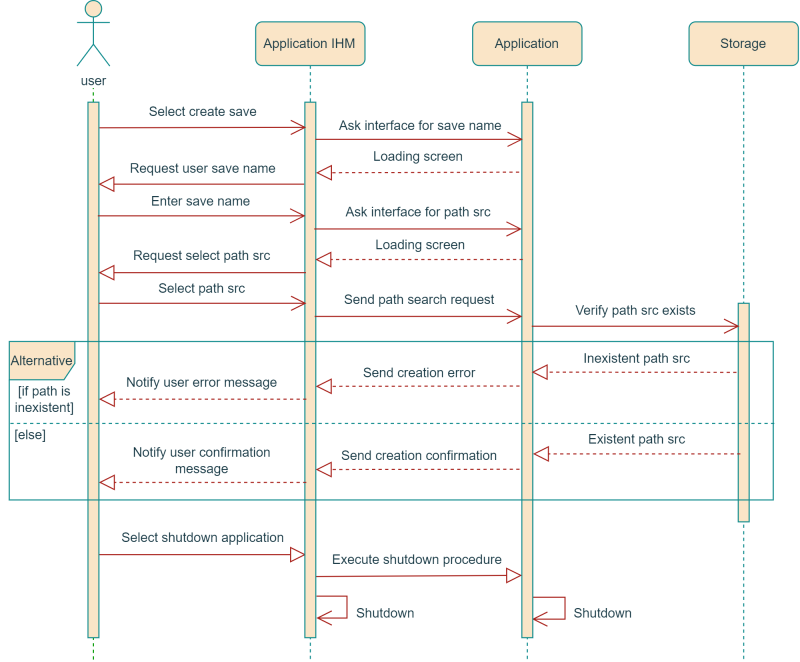 Application IHM
Application
Storage
user
Select create save
Ask interface for save name
Loading screen
Request user save name
Enter save name
Ask interface for path src
Loading screen
Request select path src
Select path src
Send path search request
Verify path src exists
Alternative
Inexistent path src
Send creation error
Notify user error message
[if path is
inexistent]
[else]
Existent path src
Notify user confirmation
message
Send creation confirmation
Select shutdown application
Execute shutdown procedure
Shutdown
Shutdown